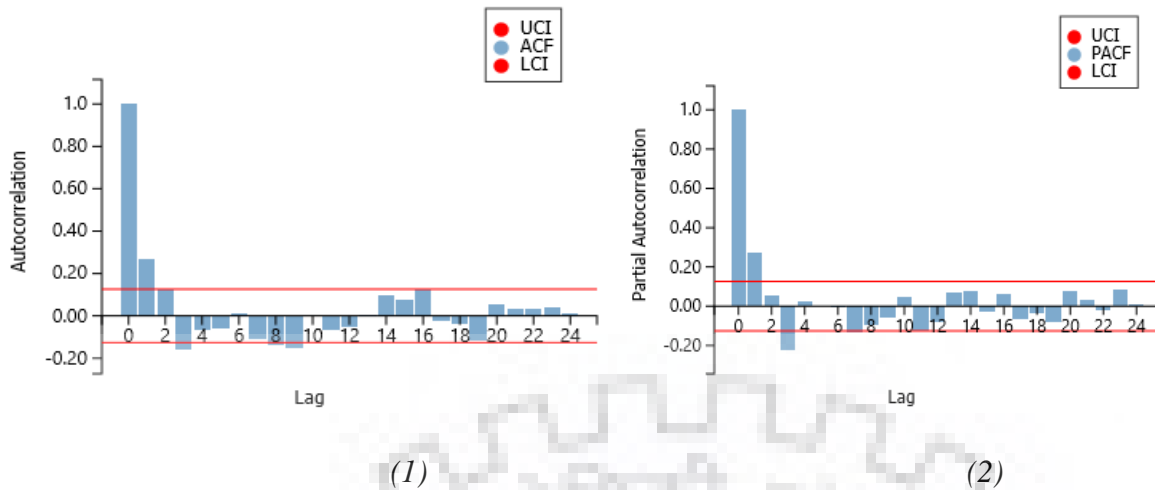 UCI
ACF
LCI
Autocorrelation
1.0
0.80
0.60
0.40
0.20
0.00
-0.20
0 2 4 6 8 10 12 14 16 18 20 22 24
Lag
(1)
UCI
PACF
LCI
Partial Autocorrelation
1.0
0.80
0.60
0.40
0.20
0.00
-0.20
0 2 4 6 8 10 12 14 16 18 20 22 24
Lag
(2)